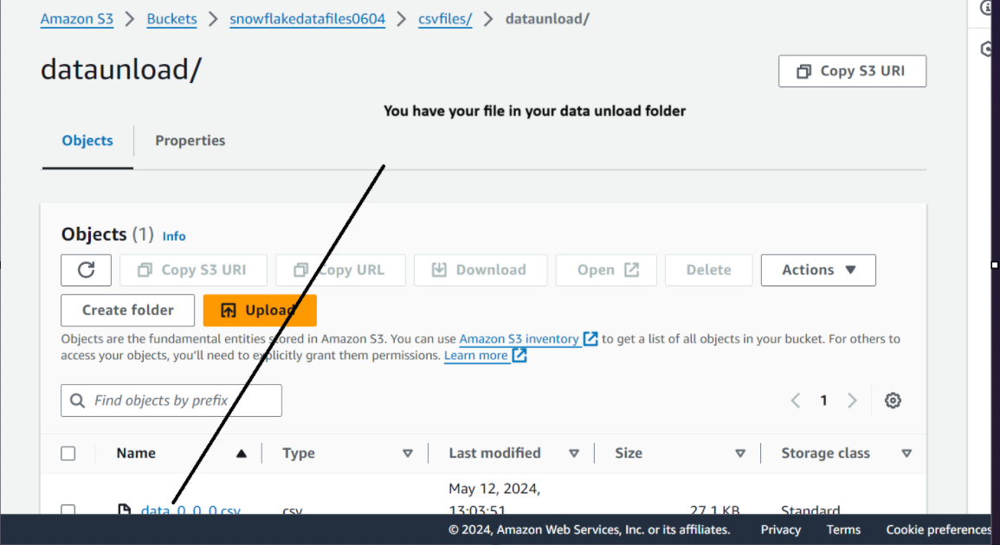 Amazon S3 > Buckets > snowflakedatafiles0604 > csvfiles/ > dataunload/
dataunload/
Copy S3 URI
You have your file in your data unload folder
Objects
Properties
Objects (1) Info
Copy S3 URI
Copy URL
Download
Open
Delete
Actions
Create folder
Upload
Objects are the fundamental entities stored in Amazon S3. You can use Amazon S3 inventory to get a list of all objects in your bucket. For others to
access your objects, you'll need to explicitly grant them permissions. Learn more
Find objects by prefix
1
Name
Type
Last modified
Size
Storage class
data_0_0_0.csv
csv
May 12, 2024,
13:03:51
27.1 KB
Standard
© 2024, Amazon Web Services, Inc. or its affiliates.
Privacy
Terms
Cookie preferences